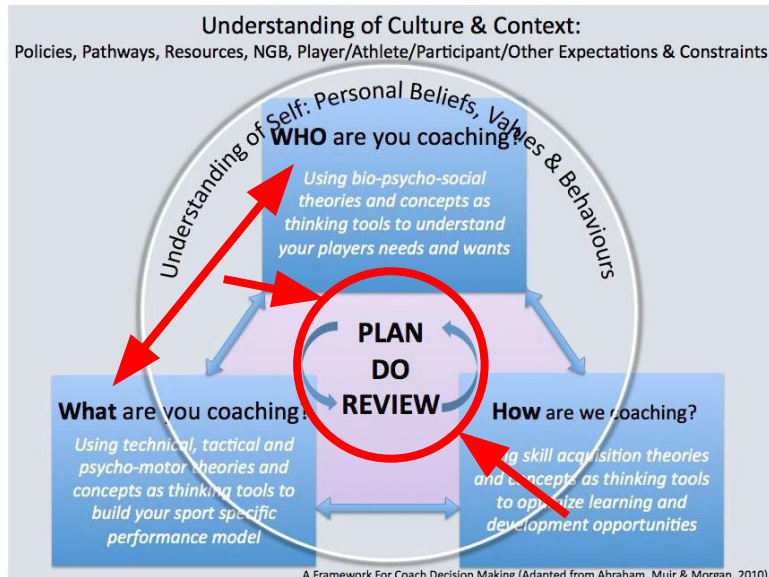 Understanding of Culture & Context:
Policies, Pathways, Resources, NGB, Player/Athlete/Participant/Other Expectations & Constraints
Understanding of Self: Personal Beliefs, Values & Behaviours
WHO are you coaching?
Using bio-psycho-social
theories and concepts as
thinking tools to understand
your players needs and wants
PLAN
DO
REVIEW
What are you coaching?
Using technical, tactical and
psycho-motor theories and
concepts as thinking tools to
build your sport specific
performance model
How are we coaching?
skill acquisition theories
and concepts as thinking tools
to optimize learning and
development opportunities
A Framework For Coach Decision Making (Adapted from Abraham, Muir & Morgan, 2010)